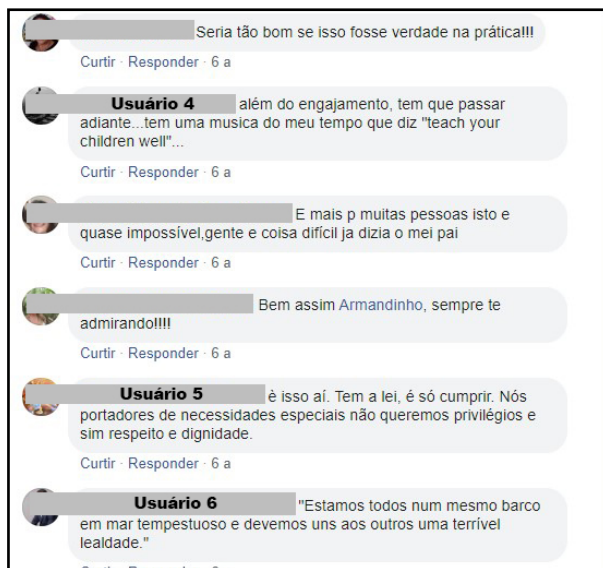 Seria tão bom se isso fosse verdade na prática!!!
Curtir · Responder · 6 a
Usuário 4 além do engajamento, tem que passar
adiante...tem uma musica do meu tempo que diz "teach your
children well"...
Curtir · Responder · 6 a
E mais p muitas pessoas isto e
quase impossível,gente e coisa difícil ja dizia o mei pai
Curtir · Responder · 6 a
Bem assim Armandinho, sempre te
admirando!!!!
Curtir · Responder · 6 a
Usuário 5 è isso aí. Tem a lei, é só cumprir. Nós
portadores de necessidades especiais não queremos privilégios e
sim respeito e dignidade.
Curtir · Responder · 6 a
Usuário 6 "Estamos todos num mesmo barco
em mar tempestuoso e devemos uns aos outros uma terrível
lealdade."